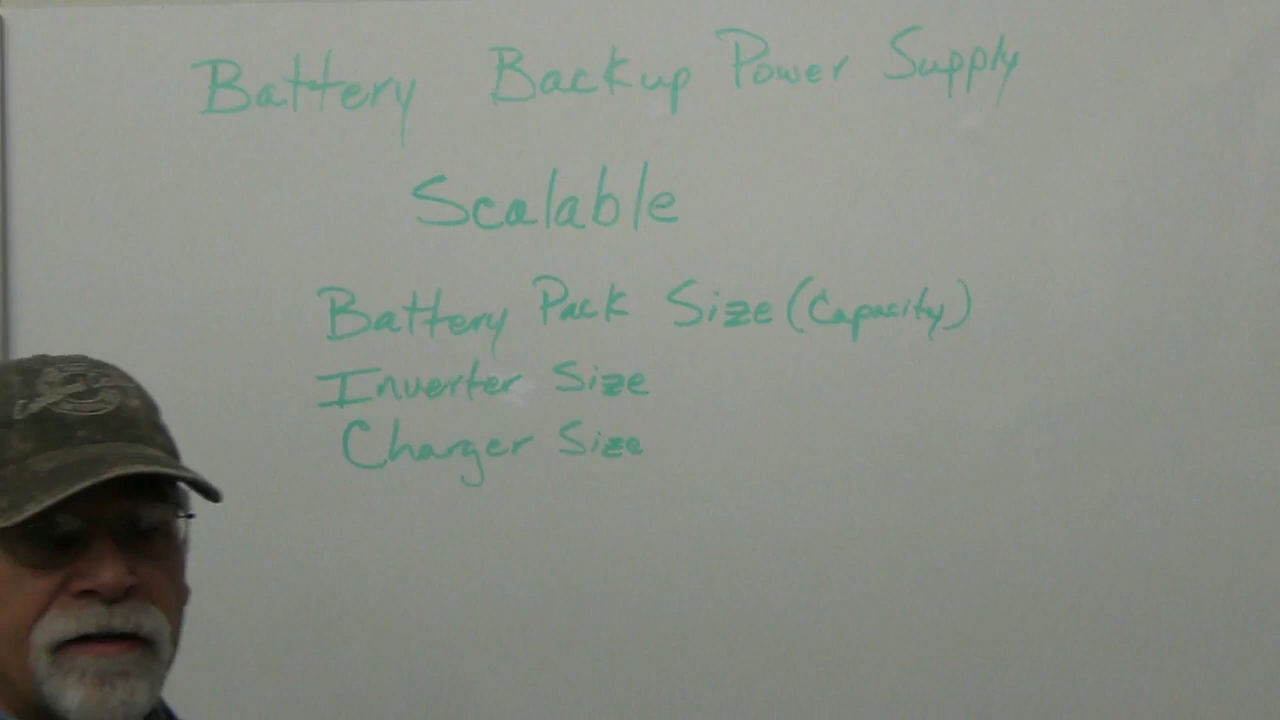 Battery Backup Power Supply
Scalable
Battery Pack Size (Capacity)
Inverter Size
Charger Size